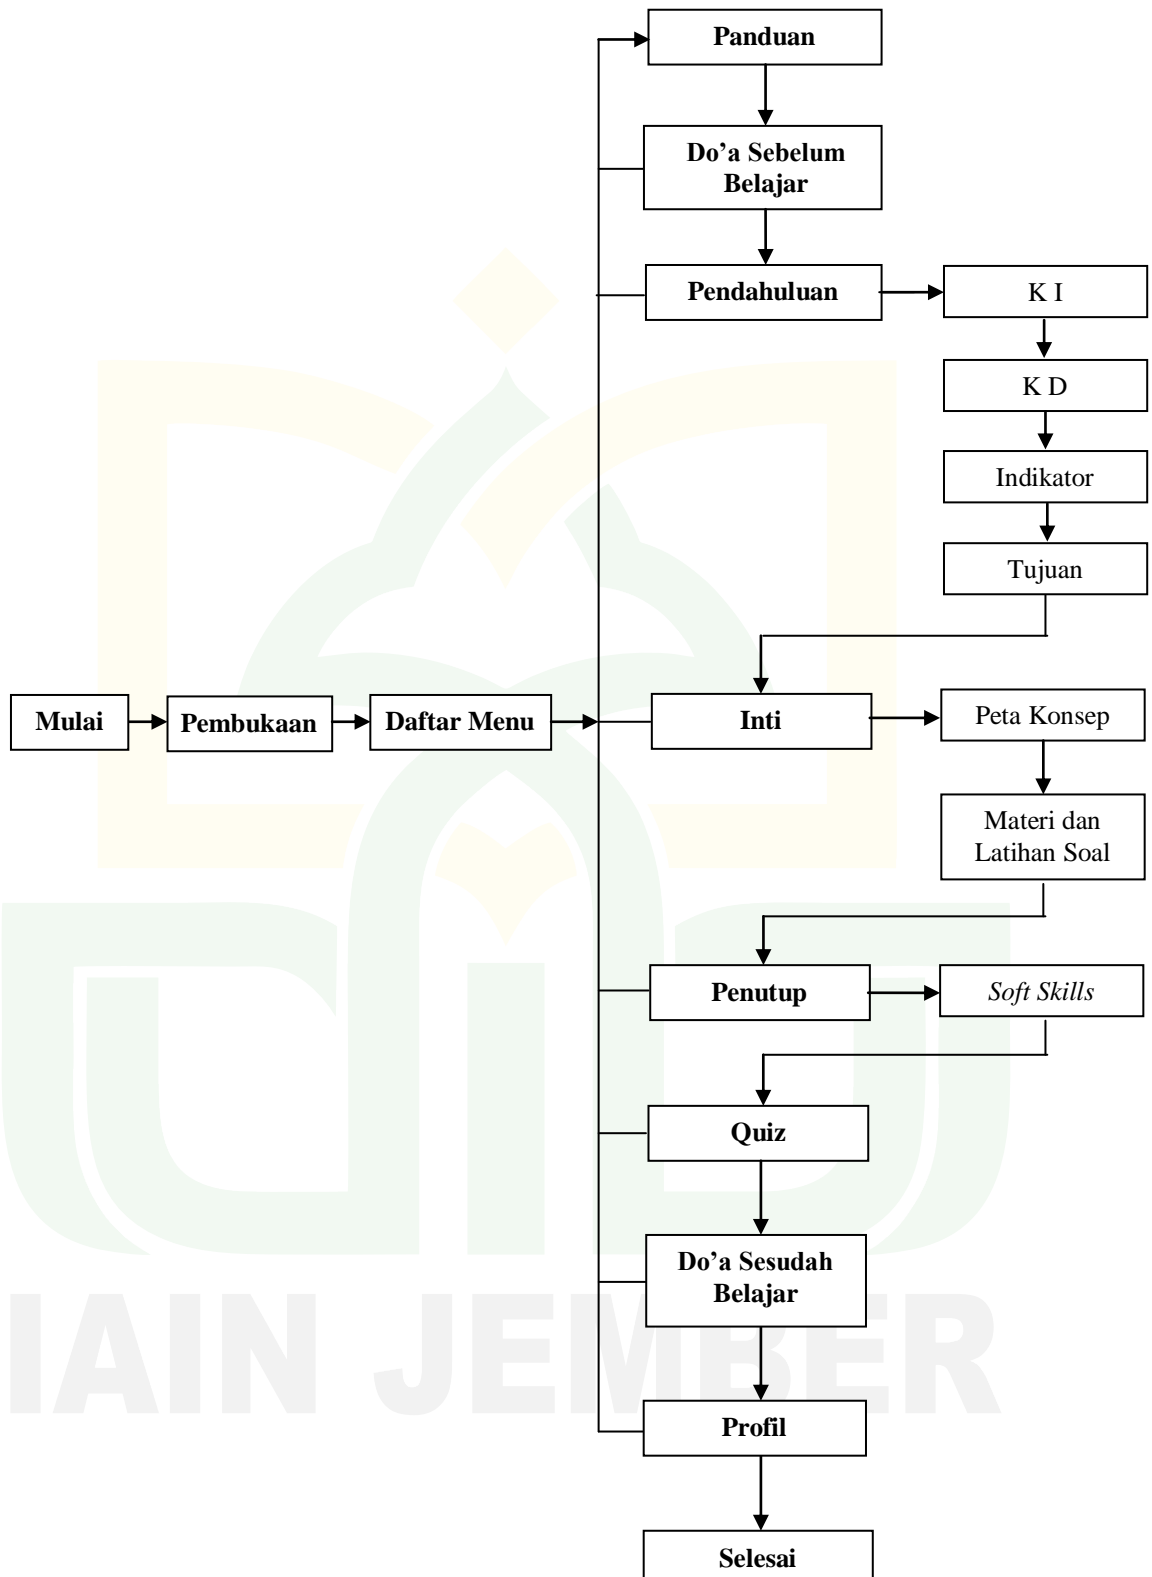 Panduan
Do’a Sebelum
Belajar
Pendahuluan
K I
K D
Indikator
Tujuan
Mulai
Pembukaan
Daftar Menu
Inti
Peta Konsep
Materi dan
Latihan Soal
Penutup
Soft Skills
Quiz
Do’a Sesudah
Belajar
IAIN JEMBER
Profil
Selesai